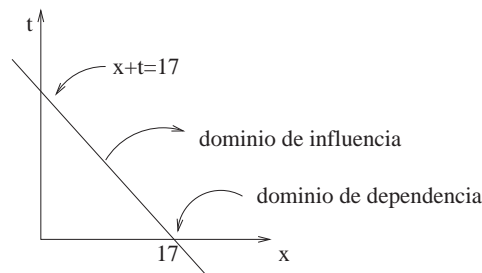 t
x+t=17
dominio de influencia
dominio de dependencia
17
x